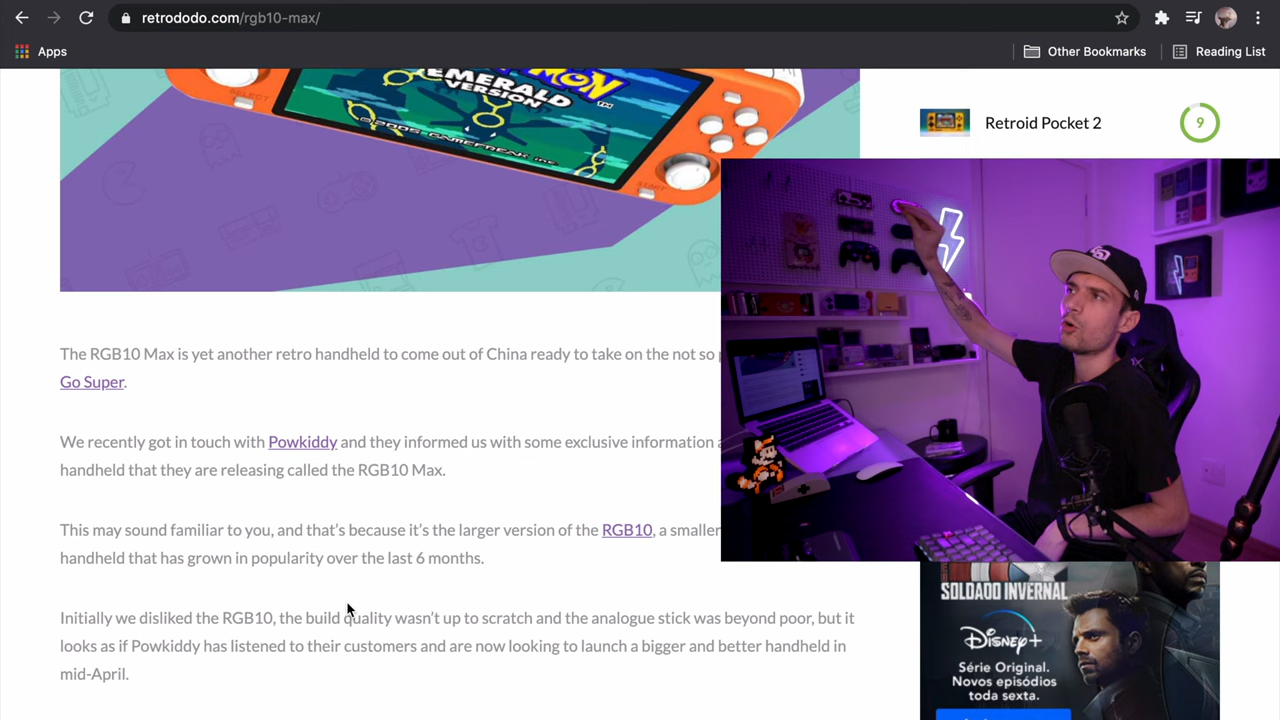 retrododo.com/rgb10-max/
Apps
Other Bookmarks
Reading List
EMERALD
VERSION
©2005 GAMEFREAK inc.
SELECT
START
Retroid Pocket 2
9
The RGB10 Max is yet another retro handheld to come out of China ready to take on the not so
Go Super.
We recently got in touch with Powkiddy and they informed us with some exclusive information
handheld that they are releasing called the RGB10 Max.
This may sound familiar to you, and that's because it's the larger version of the RGB10, a smaller
handheld that has grown in popularity over the last 6 months.
Initially we disliked the RGB10, the build quality wasn't up to scratch and the analogue stick was beyond poor, but it
looks as if Powkiddy has listened to their customers and are now looking to launch a bigger and better handheld in
mid-April.
SOLDADO INVERNAL
Disney+
Série Original.
Novos episódios
toda sexta.